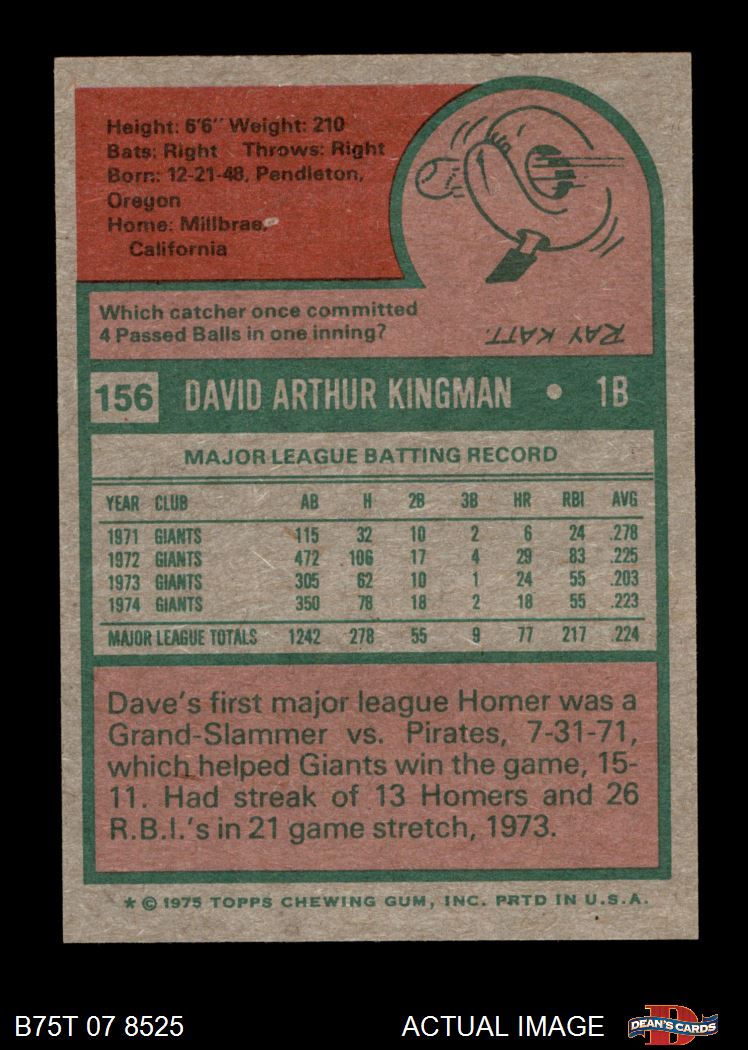 Height: 6'6" Weight: 210
Bats: Right Throws: Right
Born: 12-21-48, Pendleton,
Oregon
Home: Millbrae,
California
Which catcher once committed
4 Passed Balls in one inning?
RAY KATT.
156 DAVID ARTHUR KINGMAN • 1B
MAJOR LEAGUE BATTING RECORD
YEAR CLUB AB H 2B 3B HR RBI AVG
1971 GIANTS 115 32 10 2 6 24 .278
1972 GIANTS 472 106 17 4 29 83 .225
1973 GIANTS 305 62 10 1 24 55 .203
1974 GIANTS 350 78 18 2 18 55 .223
MAJOR LEAGUE TOTALS 1242 278 55 9 77 217 .224
Dave's first major league Homer was a
Grand-Slammer vs. Pirates, 7-31-71,
which helped Giants win the game, 15-
11. Had streak of 13 Homers and 26
R.B.I.'s in 21 game stretch, 1973.
* © 1975 TOPPS CHEWING GUM, INC. PRTD IN U.S.A.
B75T 07 8525 ACTUAL IMAGE
D
DEAN'S CARDS